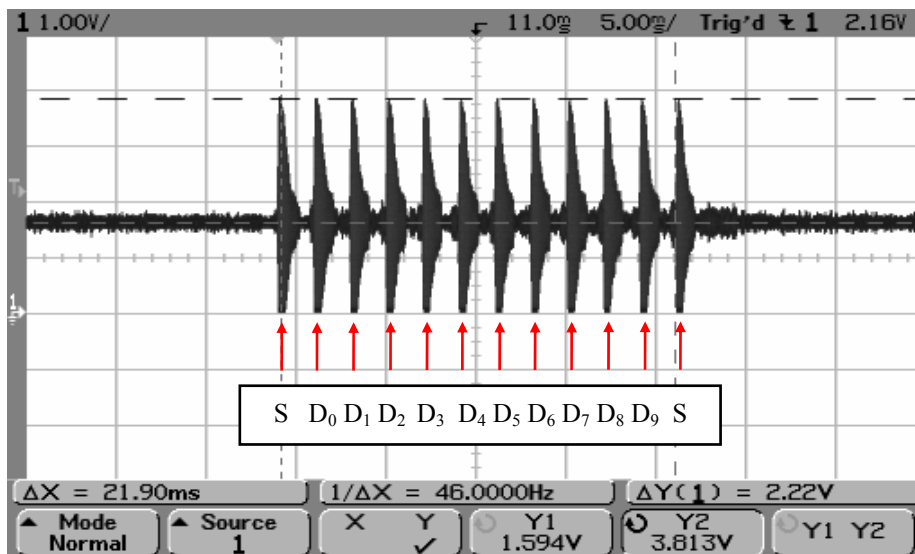 1 1.00V/ 11.0ms 5.00ms/ Trig'd 1 2.16V
T
1
S D₀ D₁ D₂ D₃ D₄ D₅ D₆ D₇ D₈ D₉ S
ΔX = 21.90ms 1/ΔX = 46.0000Hz ΔY(1) = 2.22V
Mode Source X Y Y1 Y2 Y1 Y2
Normal 1 ✓ 1.594V 3.813V